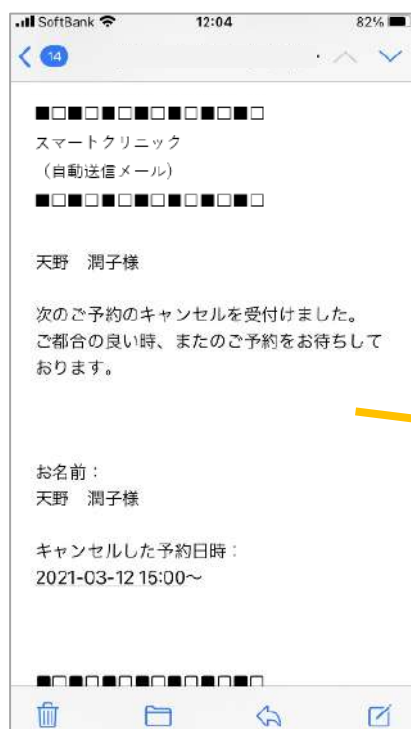 SoftBank 12:04 82%
14
■□■□■□■□■□■□■□
スマートクリニック
（自動送信メール）
■□■□■□■□■□■□■□
天野　潤子様
次のご予約のキャンセルを受付けました。
ご都合の良い時、またのご予約をお待ちして
おります。
お名前：
天野　潤子様
キャンセルした予約日時：
2021-03-12 15:00～
■□■□■□■□■□■□■□